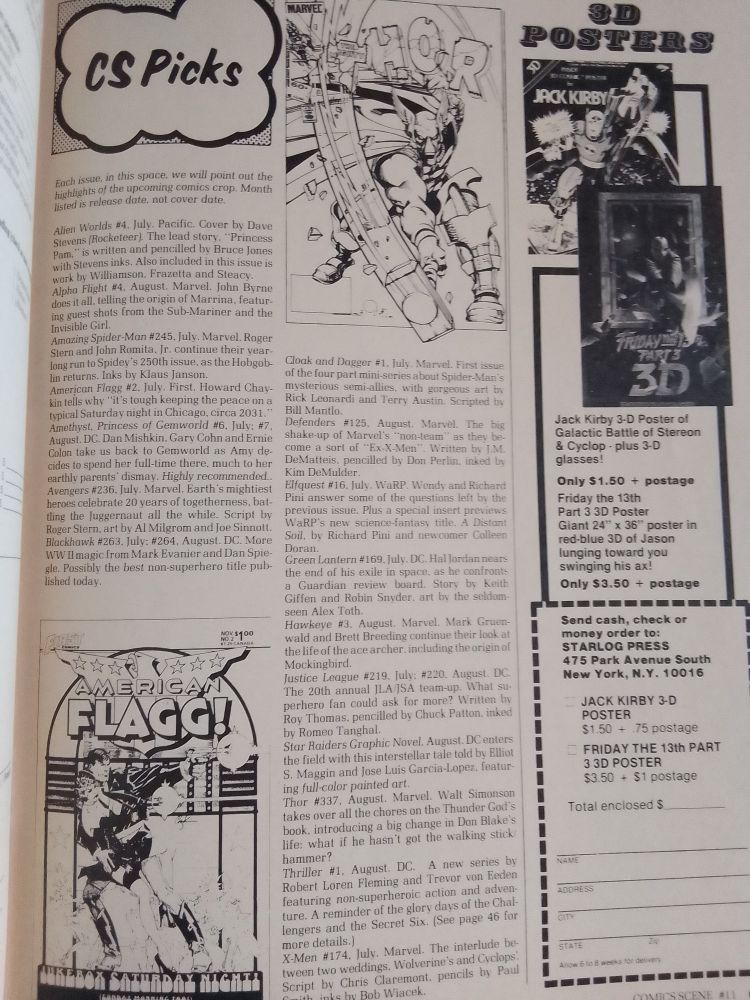 CS Picks
Each issue, in this space, we will point out the
highlights of the upcoming comics crop. Month
listed is release date, not cover date.
Alien Worlds #4, July. Pacific. Cover by Dave
Stevens (Rocketeer). The lead story, "Princess
Pam," is written and pencilled by Bruce Jones
with Stevens inks. Also included in this issue is
work by Williamson, Frazetta and Steacy.
Alpha Flight #4, August. Marvel. John Byrne
does it all, telling the origin of Marrina, featur-
ing guest shots from the Sub-Mariner and the
Invisible Girl.
Amazing Spider-Man #245, July. Marvel. Roger
Stern and John Romita, Jr. continue their year-
long run to Spidey's 250th issue, as the Hobgob-
lin returns. Inks by Klaus Janson.
American Flagg #2, July. First. Howard Chay-
kin tells why "it's tough keeping the peace on a
typical Saturday night in Chicago, circa 2031."
Amethyst, Princess of Gemworld #6, July; #7,
August. DC. Dan Mishkin, Gary Cohn and Ernie
Colon take us back to Gemworld as Amy de-
cides to spend her full-time there, much to her
earthly parents' dismay. Highly recommended.
Avengers #236, July. Marvel. Earth's mightiest
heroes celebrate 20 years of togetherness, bat-
tling the Juggernaut all the while. Script by
Roger Stern, art by Al Milgrom and Joe Sinnott.
Blackhawk #263, July; #264, August. DC. More
WW II magic from Mark Evanier and Dan Spie-
gle. Possibly the best non-superhero title pub-
lished today.
FIRST
COMICS
NOV. $1.00
NO. 2
AMERICAN
FLAGG!
JUKEBOX SATURDAY NIGHT!
MARVEL
THOR
Cloak and Dagger #1, July. Marvel. First issue
of the four part mini-series about Spider-Man's
mysterious semi-allies, with gorgeous art by
Rick Leonardi and Terry Austin. Scripted by
Bill Mantlo.
Defenders #125, August. Marvel. The big
shake-up of Marvel's "non-team" as they be-
come a sort of "Ex-X-Men". Written by J.M.
DeMatteis, pencilled by Don Perlin, inked by
Kim DeMulder.
Elfquest #16, July. WaRP. Wendy and Richard
Pini answer some of the questions left by the
previous issue. Plus a special insert previews
WaRP's new science-fantasy title, A Distant
Soil, by Richard Pini and newcomer Colleen
Doran.
Green Lantern #169, July. DC. Hal Jordan nears
the end of his exile in space, as he confronts
a Guardian review board. Story by Keith
Giffen and Robin Snyder, art by the seldom-
seen Alex Toth.
Hawkeye #3, August. Marvel. Mark Gruen-
wald and Brett Breeding continue their look at
the life of the ace archer, including the origin of
Mockingbird.
Justice League #219, July; #220, August. DC.
The 20th annual JLA/JSA team-up. What su-
perhero fan could ask for more? Written by
Roy Thomas, pencilled by Chuck Patton, inked
by Romeo Tanghal.
Star Raiders Graphic Novel, August. DC enters
the field with this interstellar tale told by Elliot
S. Maggin and Jose Luis Garcia-Lopez, featur-
ing full-color painted art.
Thor #337, August. Marvel. Walt Simonson
takes over all the chores on the Thunder God's
book, introducing a big change in Don Blake's
life: what if he hasn't got the walking stick/
hammer?
Thriller #1, August. DC. A new series by
Robert Loren Fleming and Trevor von Eeden
featuring non-superheroic action and adven-
ture. A reminder of the glory days of the Chal-
lengers and the Secret Six. (See page 46 for
more details.)
X-Men #174, July. Marvel. The interlude be-
tween two weddings, Wolverine's and Cyclops'.
Script by Chris Claremont, pencils by Paul
Smith, inks by Bob Wiacek.
3D
POSTERS
JACK KIRBY
FRIDAY THE 13th
PART 3
3D
Jack Kirby 3-D Poster of
Galactic Battle of Stereon
& Cyclop - plus 3-D
glasses!
Only $1.50 + postage
Friday the 13th
Part 3 3D Poster
Giant 24" x 36" poster in
red-blue 3D of Jason
lunging toward you
swinging his ax!
Only $3.50 + postage
Send cash, check or
money order to:
STARLOG PRESS
475 Park Avenue South
New York, N.Y. 10016
JACK KIRBY 3-D
POSTER
$1.50 + .75 postage
FRIDAY THE 13th PART
3 3D POSTER
$3.50 + $1 postage
Total enclosed $
NAME
ADDRESS
CITY
STATE Zip
Allow 6 to 8 weeks for delivery.
COMICS SCENE #11